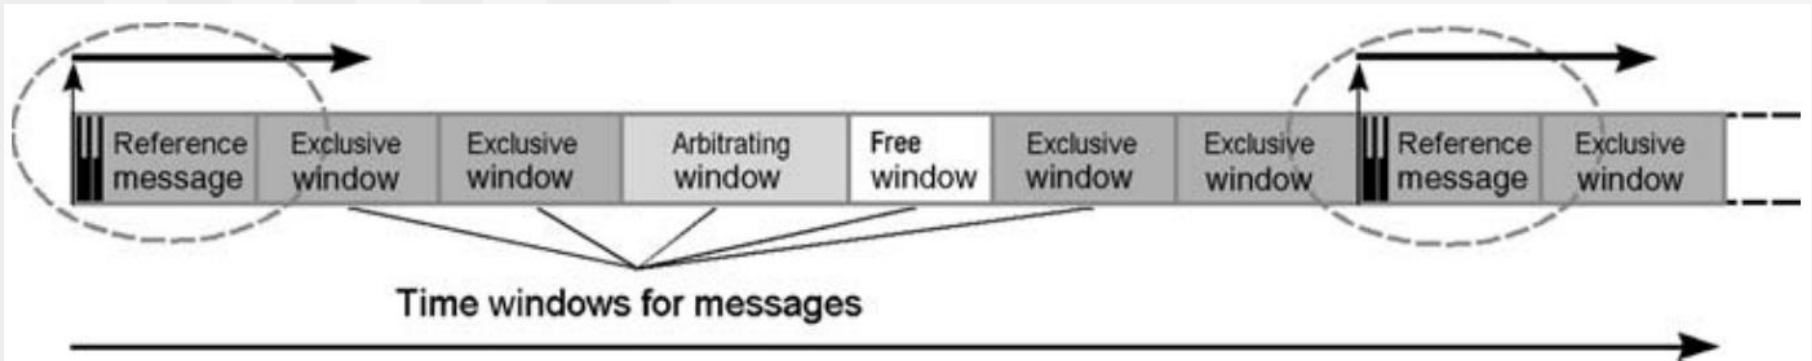 Reference
message
Exclusive
window
Exclusive
window
Arbitrating
window
Free
window
Exclusive
window
Exclusive
window
Reference
message
Exclusive
window
Time windows for messages